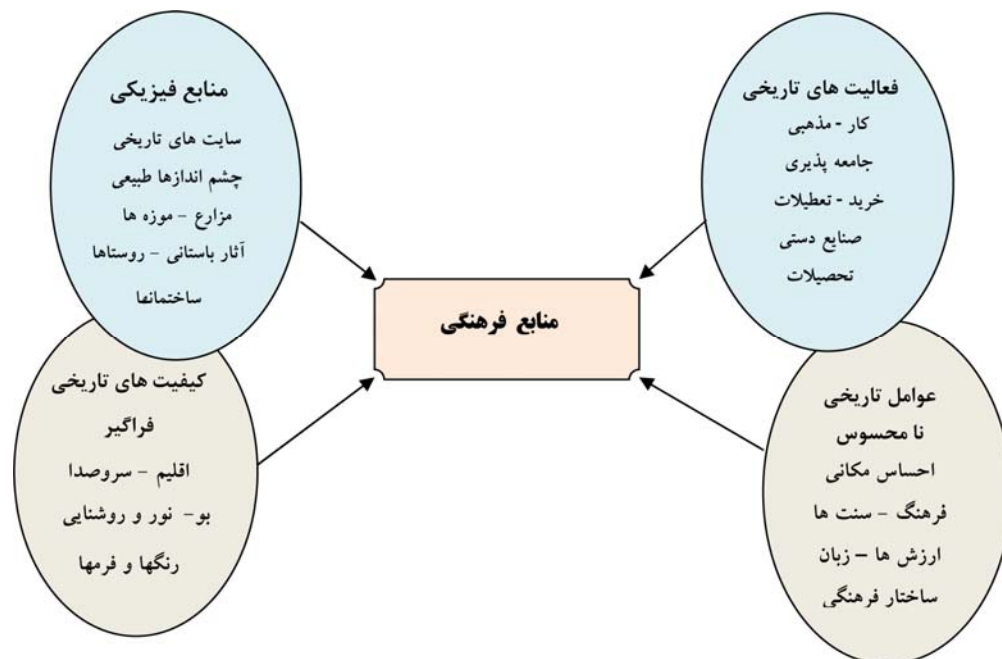 فعالیت های تاریخی
کار - مذهبی
جامعه پذیری
خرید - تعطیلات
صنایع دستی
تحصیلات
منابع فیزیکی
سایت های تاریخی
چشم اندازها طبیعی
مزارع – موزه ها
آثار باستانی – روستاها
ساختمانها
منابع فرهنگی
عوامل تاریخی
نا محسوس
احساس مکانی
فرهنگ – سنت ها
ارزش ها – زبان
ساختار فرهنگی
کیفیت های تاریخی
فراگیر
اقلیم – سروصدا
بو- نور و روشنایی
رنگها و فرمها